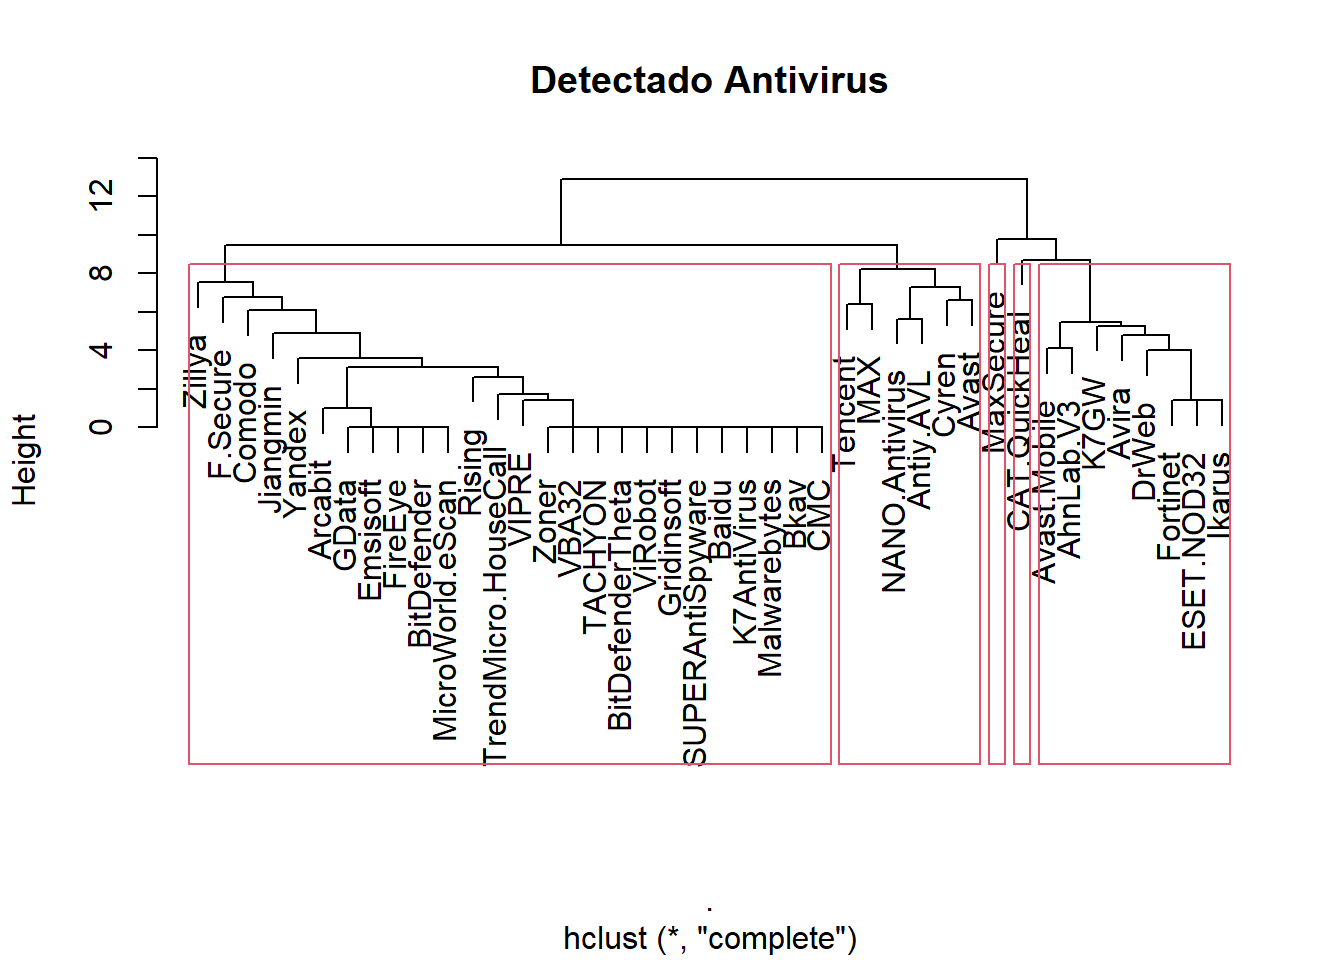 Detectado Antivirus
Height
12
8
4
0
Zillya
F.Secure
Comodo
Jiangmin
Yandex
Arcabit
GData
Emsisoft
FireEye
BitDefender
MicroWorld.eScan
Rising
TrendMicro.HouseCall
VIPRE
Zoner
VBA32
TACHYON
BitDefenderTheta
ViRobot
Gridinsoft
SUPERAntiSpyware
Baidu
K7AntiVirus
Malwarebytes
Bkav
CMC
Tencent
MAX
NANO.Antivirus
Antiy.AVL
Cyren
Avast
MaxSecure
CAT.QuickHeal
Avast.Mobile
AhnLab.V3
K7GW
Avira
DrWeb
Fortinet
ESET.NOD32
Ikarus
.
hclust (*, "complete")